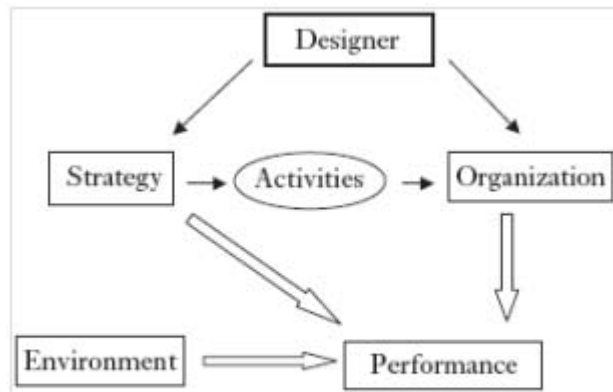 Designer
Strategy
Activities
Organization
Environment
Performance